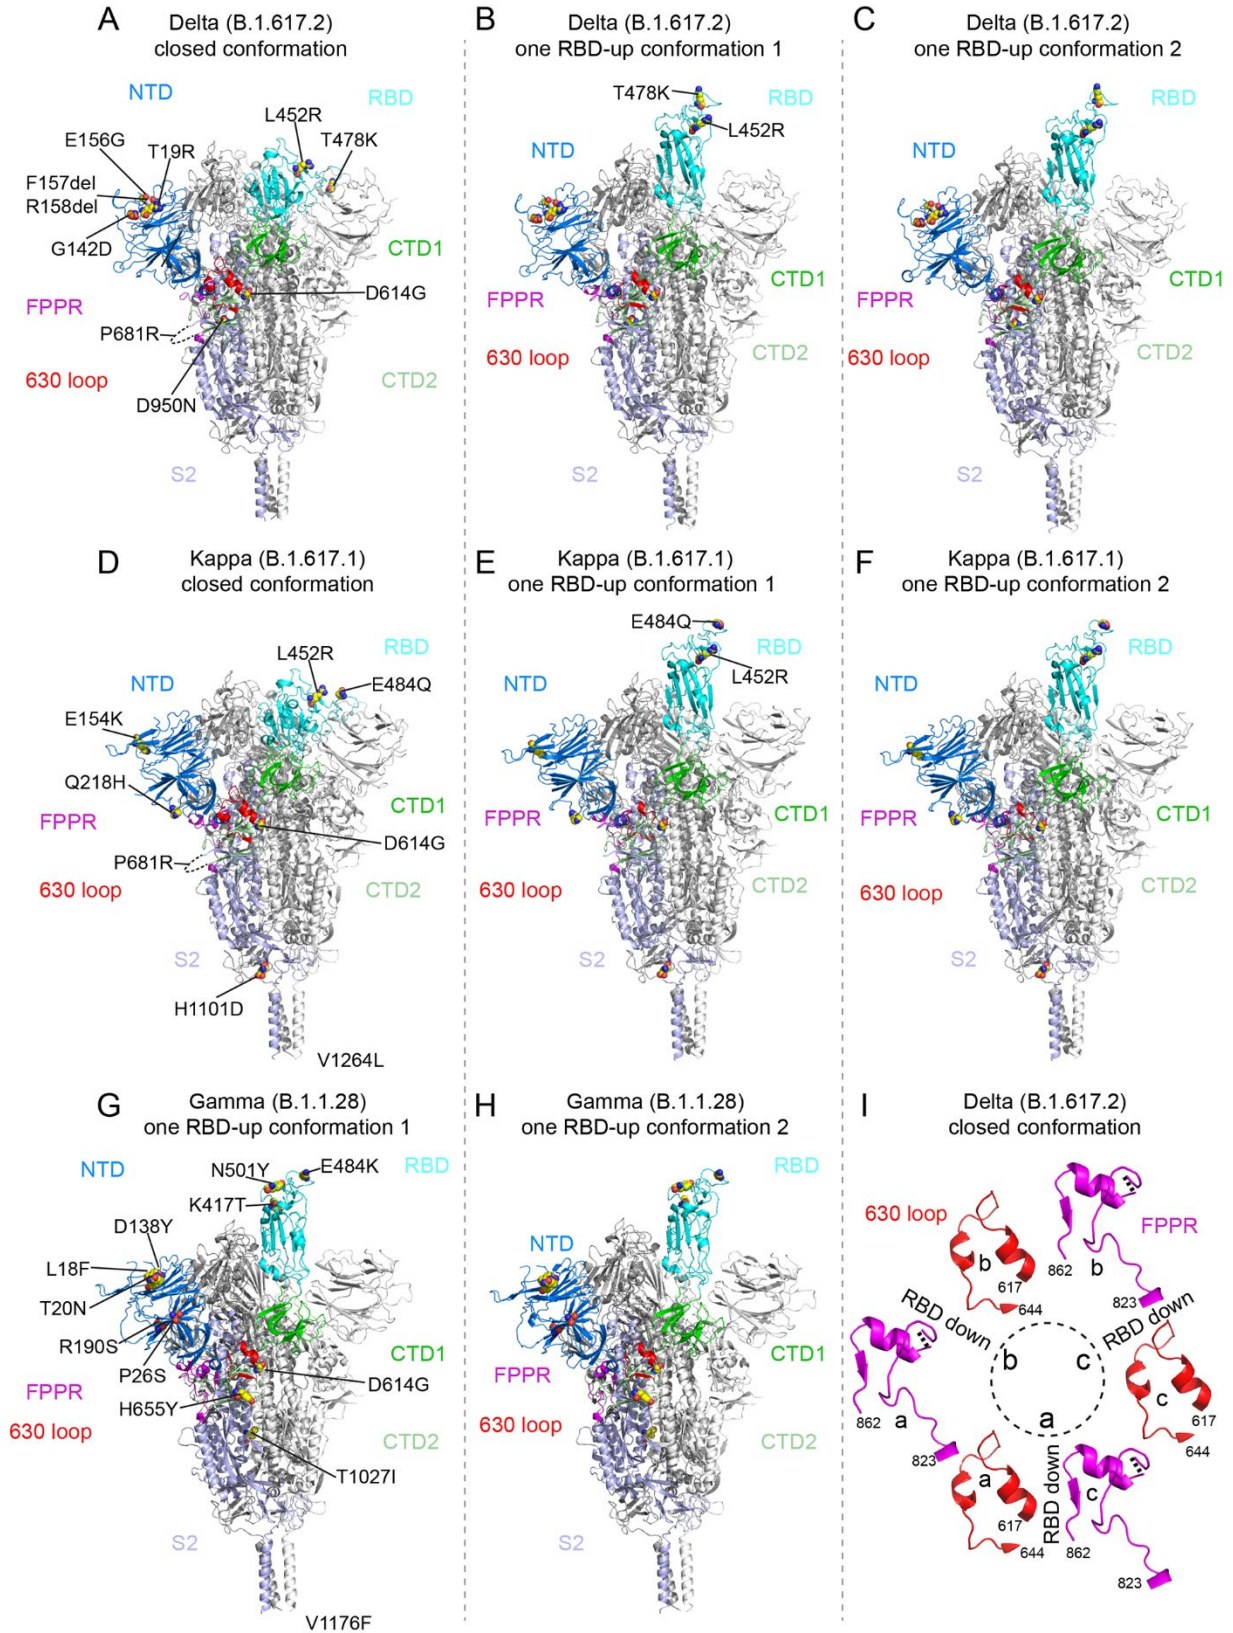 A
Delta (B.1.617.2)
closed conformation
NTD
RBD
L452R
E156G
T19R
T478K
F157del
R158del
G142D
CTD1
FPPR
D614G
P681R
630 loop
CTD2
D950N
S2
B
Delta (B.1.617.2)
one RBD-up conformation 1
T478K
RBD
L452R
NTD
CTD1
FPPR
630 loop
CTD2
S2
C
Delta (B.1.617.2)
one RBD-up conformation 2
RBD
NTD
CTD1
FPPR
630 loop
CTD2
S2
D
Kappa (B.1.617.1)
closed conformation
RBD
L452R
NTD
E484Q
E154K
Q218H
CTD1
FPPR
D614G
P681R
630 loop
CTD2
S2
H1101D
V1264L
E
Kappa (B.1.617.1)
one RBD-up conformation 1
E484Q
RBD
L452R
NTD
CTD1
FPPR
630 loop
CTD2
S2
F
Kappa (B.1.617.1)
one RBD-up conformation 2
RBD
NTD
CTD1
FPPR
630 loop
CTD2
S2
G
Gamma (B.1.1.28)
one RBD-up conformation 1
NTD
N501Y
E484K
RBD
K417T
D138Y
L18F
T20N
R190S
P26S
CTD1
FPPR
D614G
H655Y
630 loop
CTD2
T1027I
S2
V1176F
H
Gamma (B.1.1.28)
one RBD-up conformation 2
RBD
NTD
CTD1
FPPR
630 loop
CTD2
S2
I
Delta (B.1.617.2)
closed conformation
630 loop
FPPR
b
862
b
617
644
823
RBD down
RBD down
b
c
a
c
617
644
862
a
823
a
617
644
RBD down
c
862
823